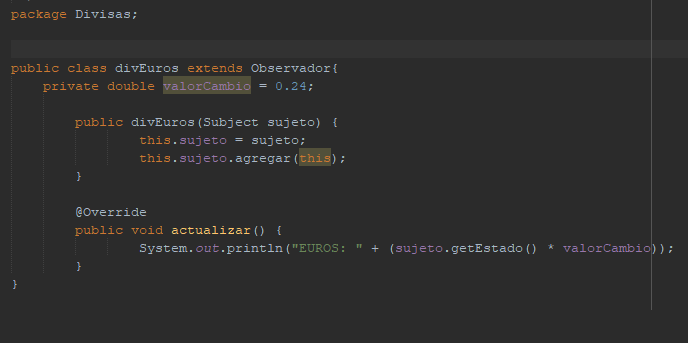 package Divisas;
public class divEuros extends Observador{
private double valorCambio = 0.24;
public divEuros(Subject sujeto) {
this.sujeto = sujeto;
this.sujeto.agregar(this);
}
@Override
public void actualizar() {
System.out.println("EUROS: " + (sujeto.getEstado() * valorCambio));
}
}